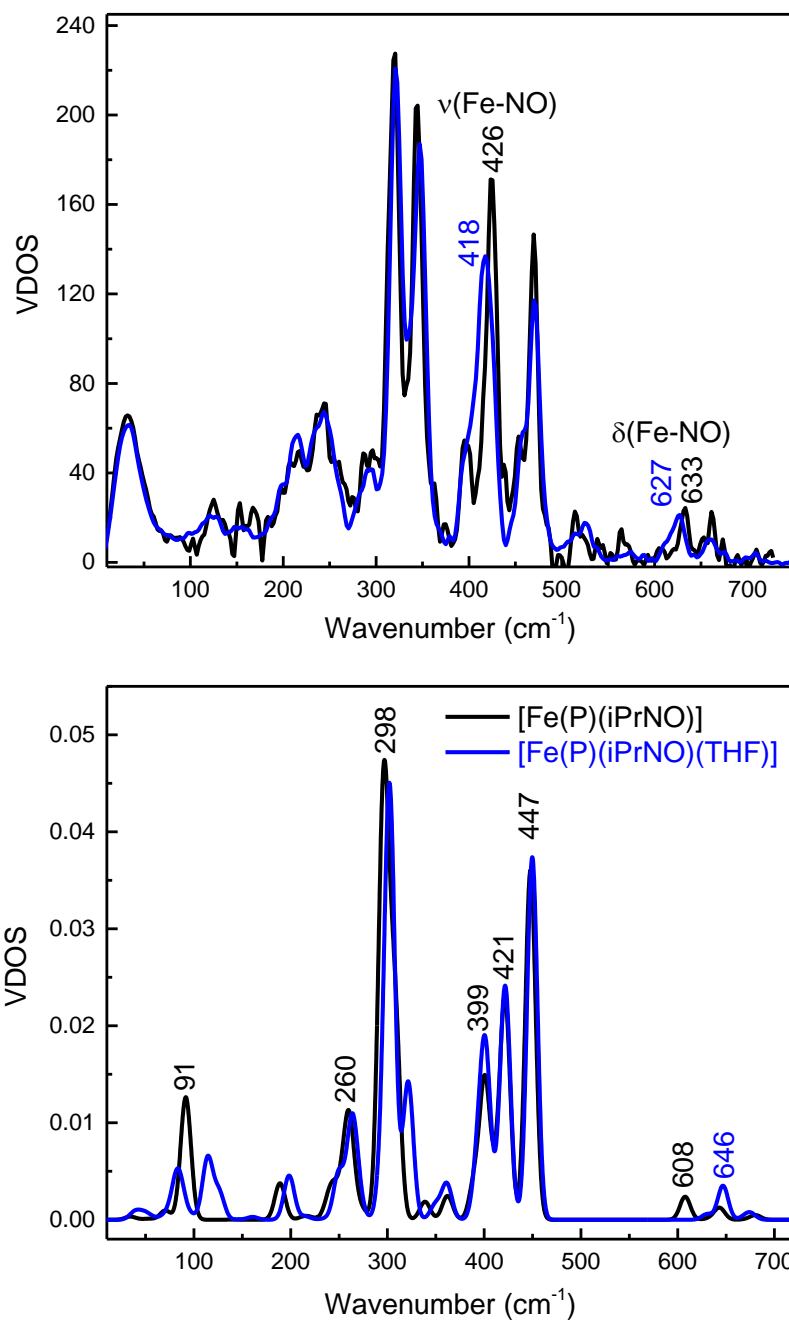 240
200
160
120
80
40
0
VDOS
ν(Fe-NO)
426
418
δ(Fe-NO)
627
633
100 200 300 400 500 600 700
Wavenumber (cm-1)
0.05
0.04
0.03
0.02
0.01
0.00
VDOS
[Fe(P)(iPrNO)]
[Fe(P)(iPrNO)(THF)]
91
260
298
399
421
447
608
646
100 200 300 400 500 600 700
Wavenumber (cm-1)